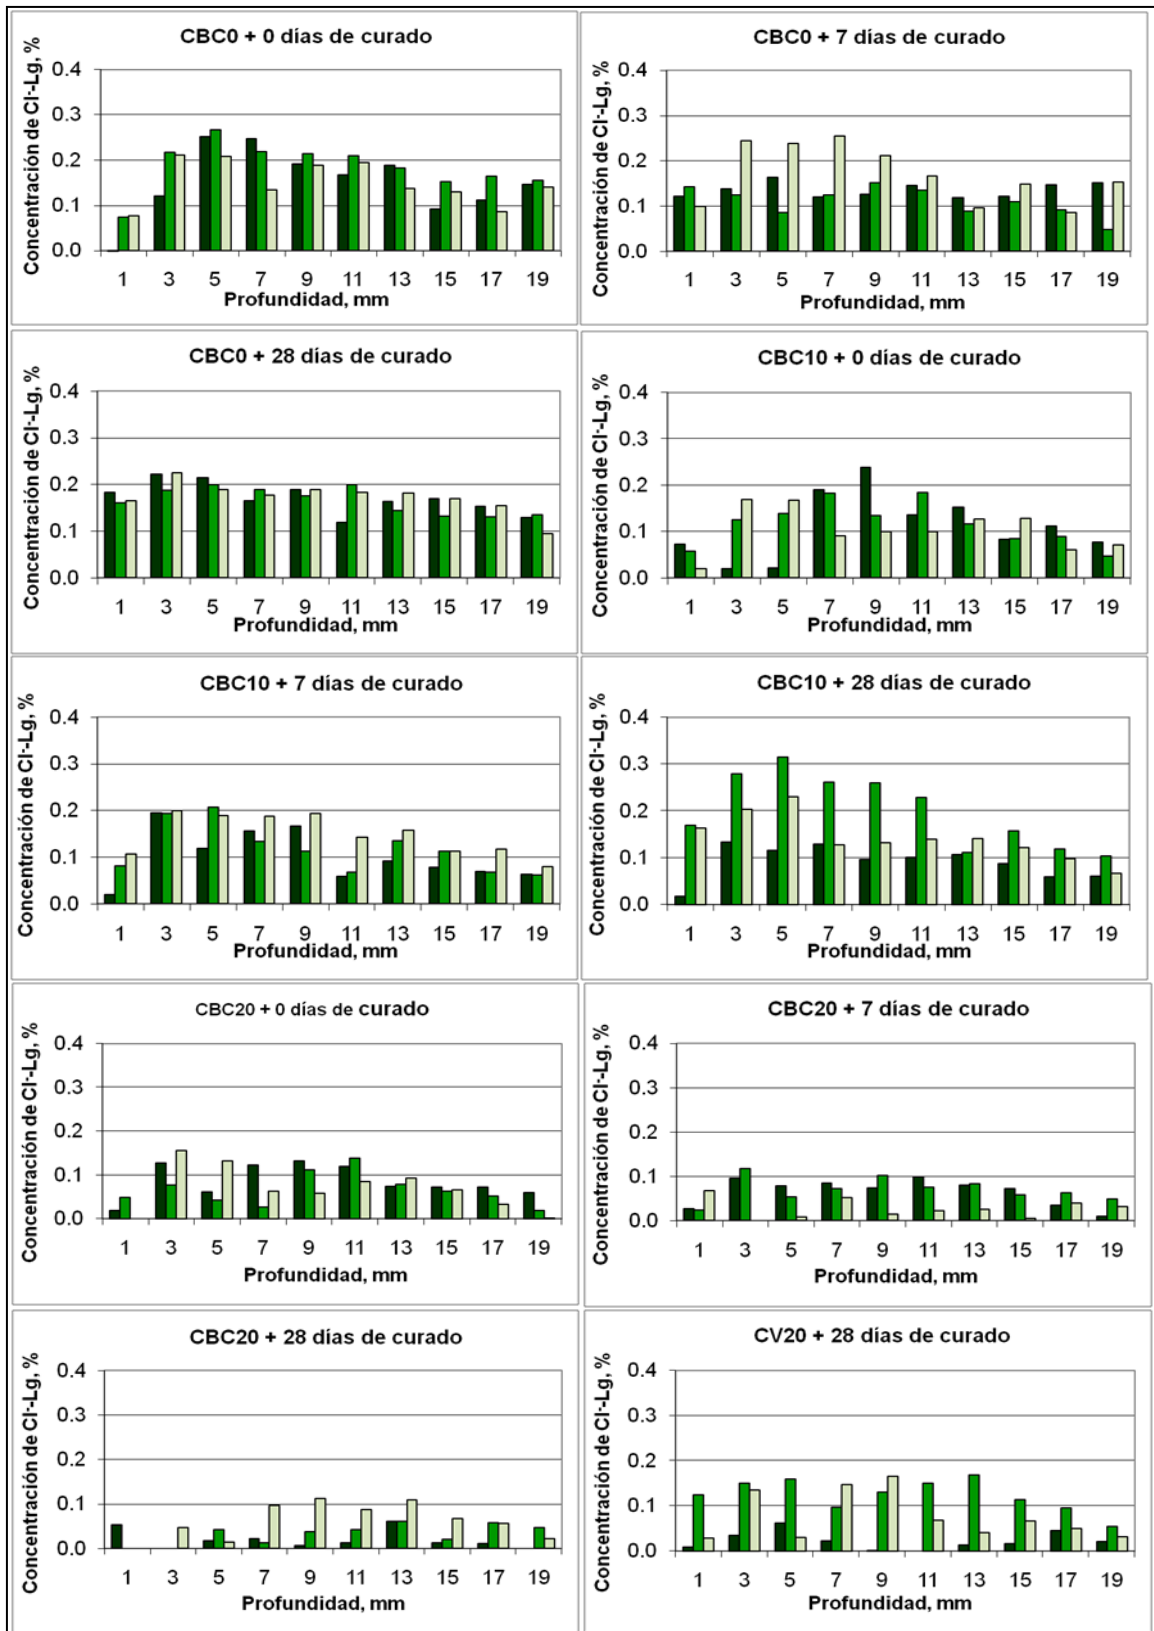 CBC0 + 0 días de curado
Concentración de Cl⁻-Lg, %
0.4
0.3
0.2
0.1
0.0
1 3 5 7 9 11 13 15 17 19
Profundidad, mm
CBC0 + 7 días de curado
Concentración de Cl⁻-Lg, %
0.4
0.3
0.2
0.1
0.0
1 3 5 7 9 11 13 15 17 19
Profundidad, mm
CBC0 + 28 días de curado
Concentración de Cl⁻-Lg, %
0.4
0.3
0.2
0.1
0.0
1 3 5 7 9 11 13 15 17 19
Profundidad, mm
CBC10 + 0 días de curado
Concentración de Cl⁻-Lg, %
0.4
0.3
0.2
0.1
0.0
1 3 5 7 9 11 13 15 17 19
Profundidad, mm
CBC10 + 7 días de curado
Concentración de Cl⁻-Lg, %
0.4
0.3
0.2
0.1
0.0
1 3 5 7 9 11 13 15 17 19
Profundidad, mm
CBC10 + 28 días de curado
Concentración de Cl⁻-Lg, %
0.4
0.3
0.2
0.1
0.0
1 3 5 7 9 11 13 15 17 19
Profundidad, mm
CBC20 + 0 días de curado
Concentración de Cl⁻-Lg, %
0.4
0.3
0.2
0.1
0.0
1 3 5 7 9 11 13 15 17 19
Profundidad, mm
CBC20 + 7 días de curado
Concentración de Cl⁻-Lg, %
0.4
0.3
0.2
0.1
0.0
1 3 5 7 9 11 13 15 17 19
Profundidad, mm
CBC20 + 28 días de curado
Concentración de Cl⁻-Lg, %
0.4
0.3
0.2
0.1
0.0
1 3 5 7 9 11 13 15 17 19
Profundidad, mm
CV20 + 28 días de curado
Concentración de Cl⁻-Lg, %
0.4
0.3
0.2
0.1
0.0
1 3 5 7 9 11 13 15 17 19
Profundidad, mm